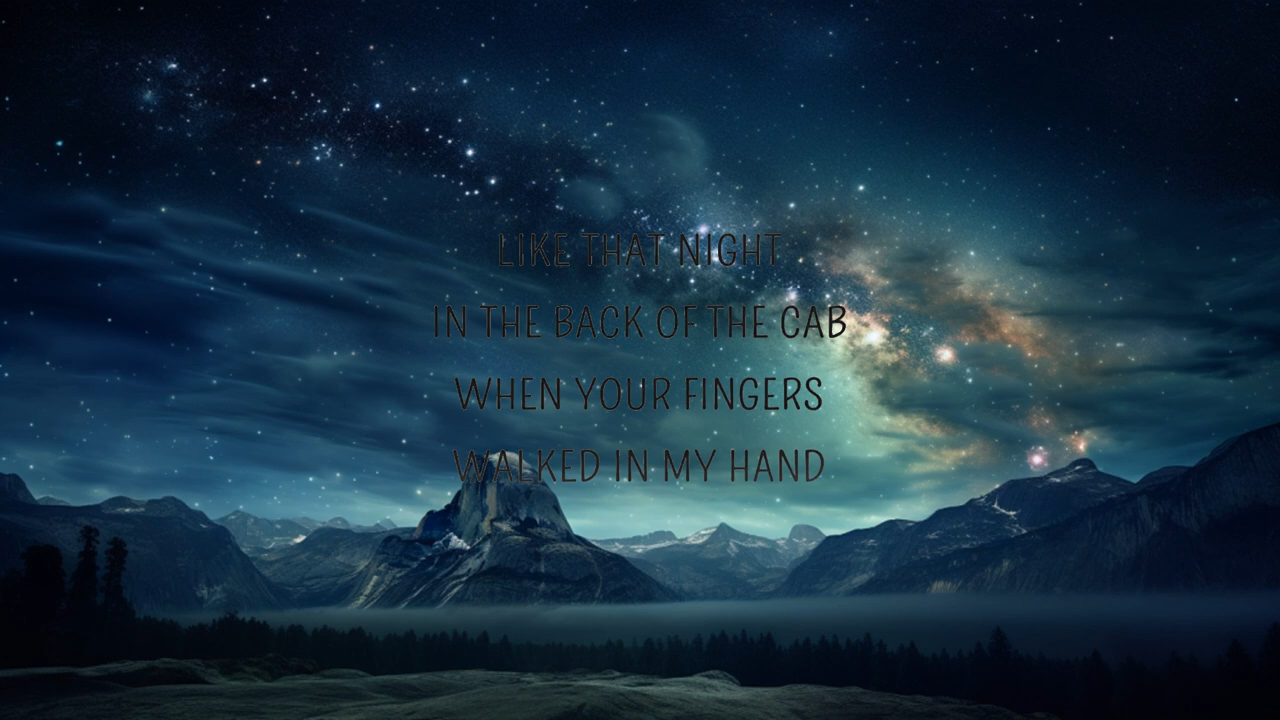 LIKE THAT NIGHT
IN THE BACK OF THE CAB
WHEN YOUR FINGERS
WALKED IN MY HAND